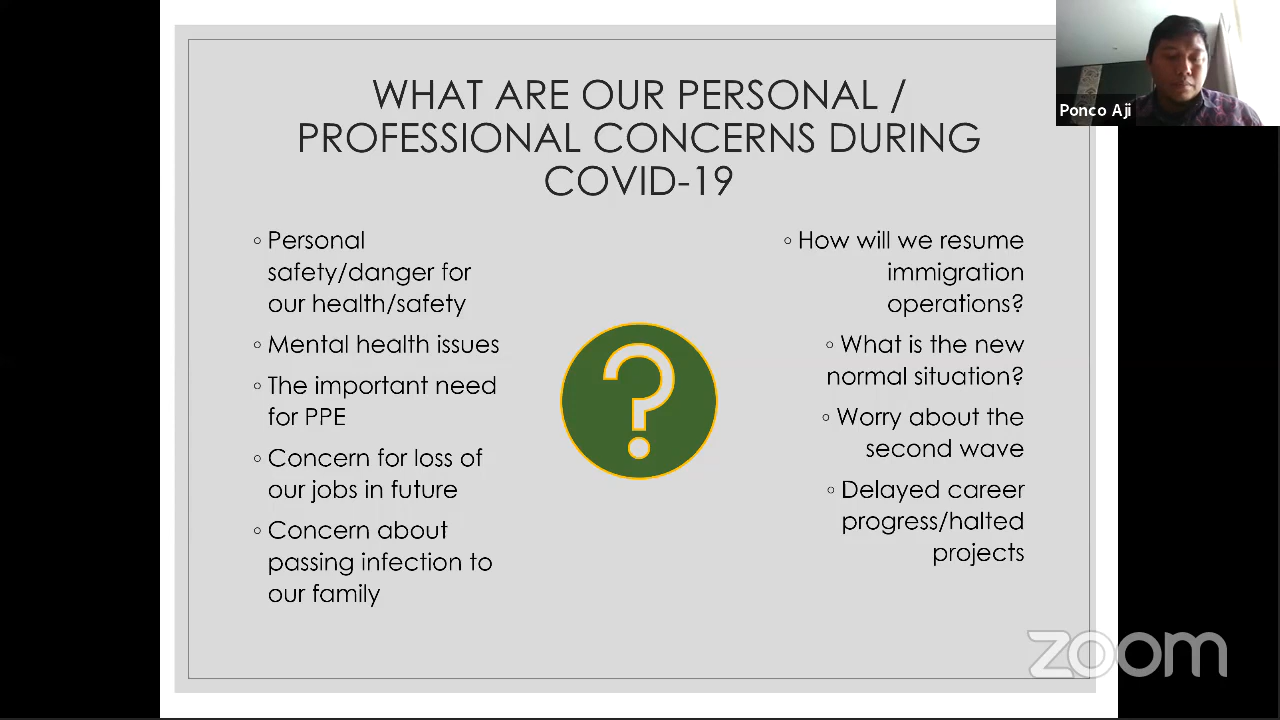 WHAT ARE OUR PERSONAL /
PROFESSIONAL CONCERNS DURING
COVID-19
◦ Personal
safety/danger for
our health/safety
◦ Mental health issues
◦ The important need
for PPE
◦ Concern for loss of
our jobs in future
◦ Concern about
passing infection to
our family
◦ How will we resume
immigration
operations?
◦ What is the new
normal situation?
◦ Worry about the
second wave
◦ Delayed career
progress/halted
projects
?
Ponco Aji
zoom